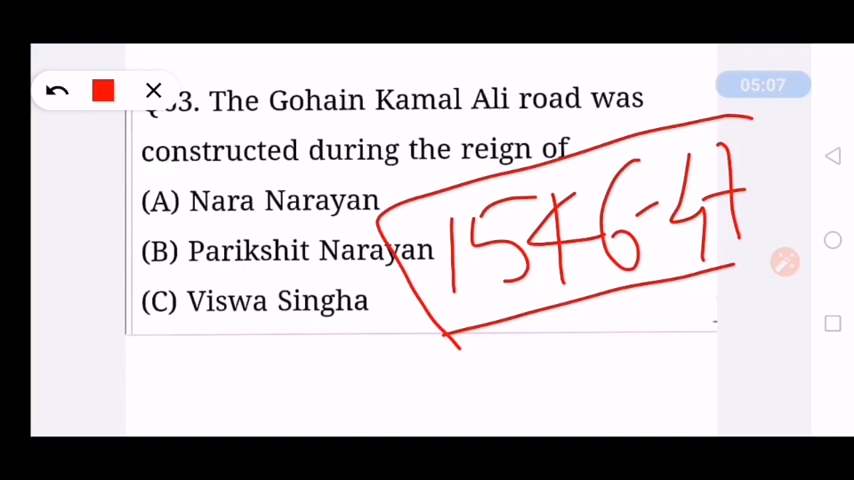 05:07
3. The Gohain Kamal Ali road was
constructed during the reign of
(A) Nara Narayan
(B) Parikshit Narayan
(C) Viswa Singha
1546-47